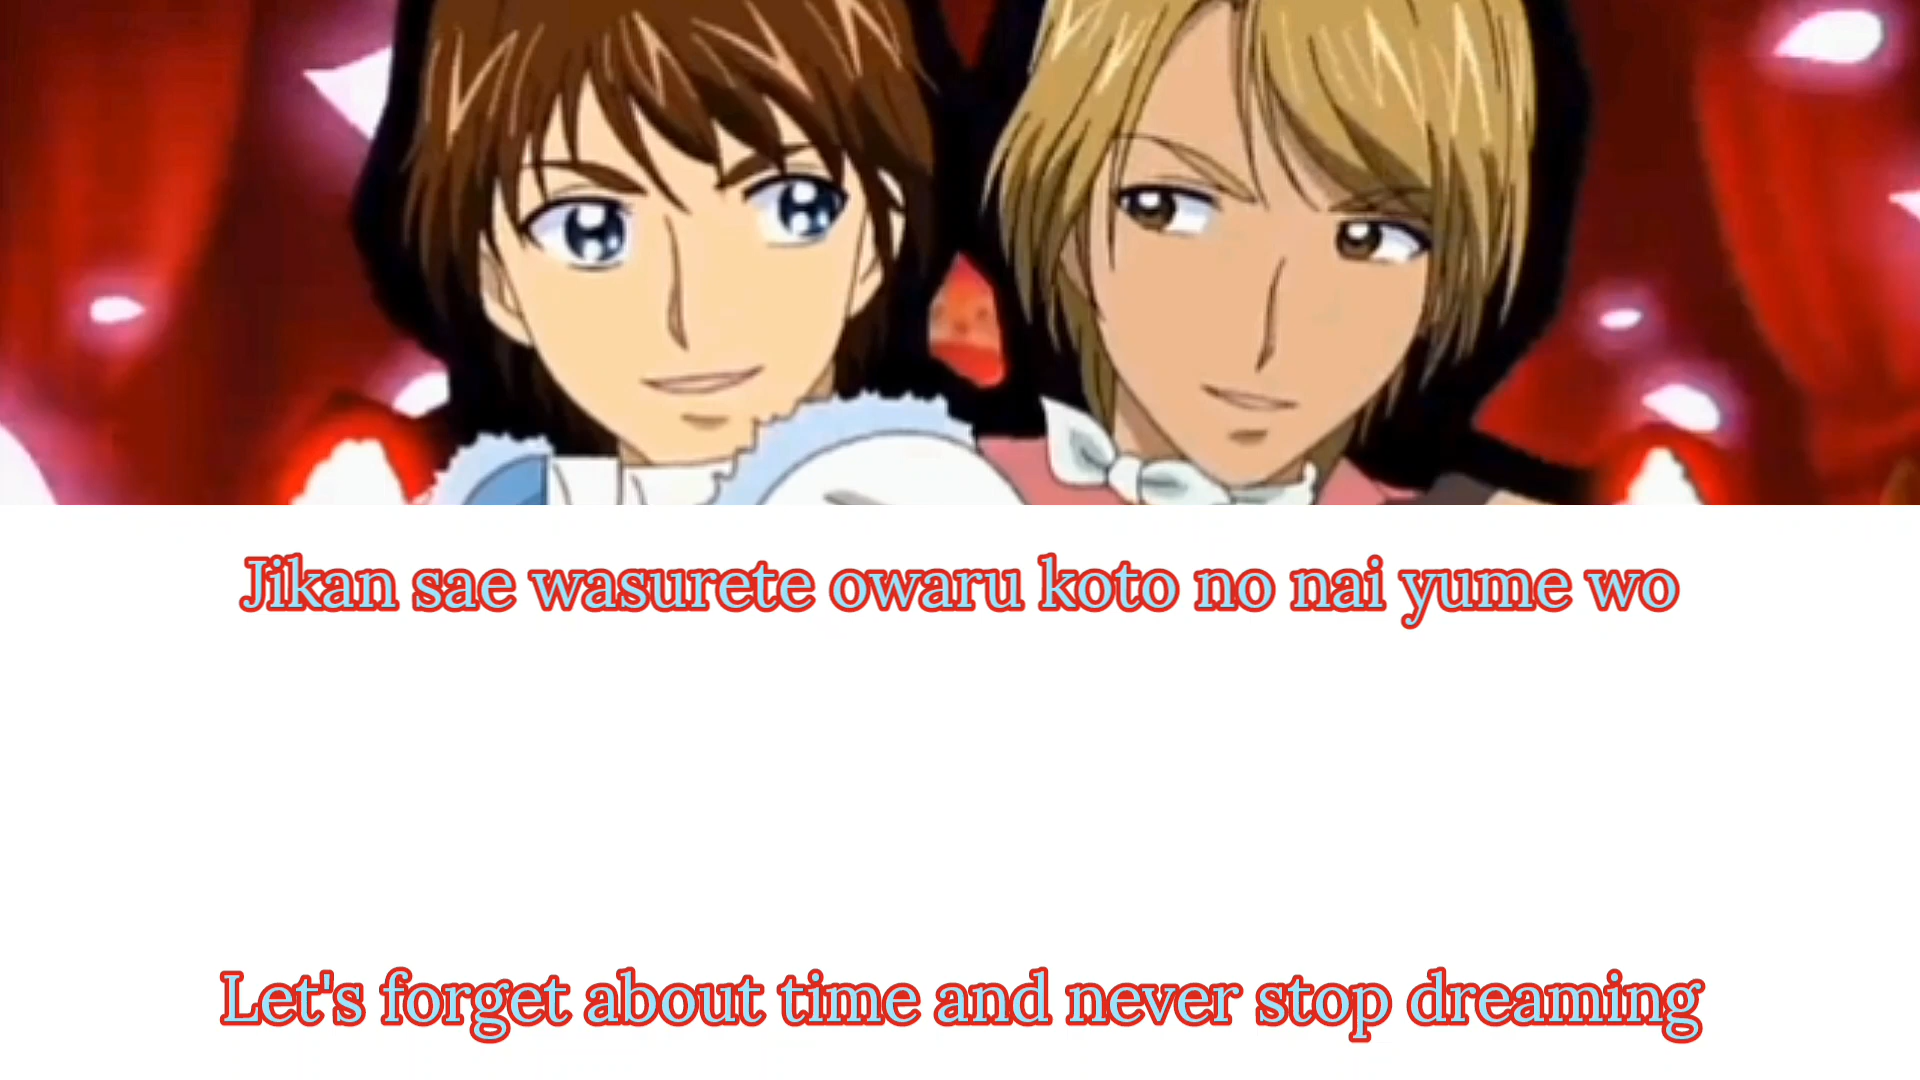 Jikan sae wasurete owaru koto no nai yume wo
Let's forget about time and never stop dreaming